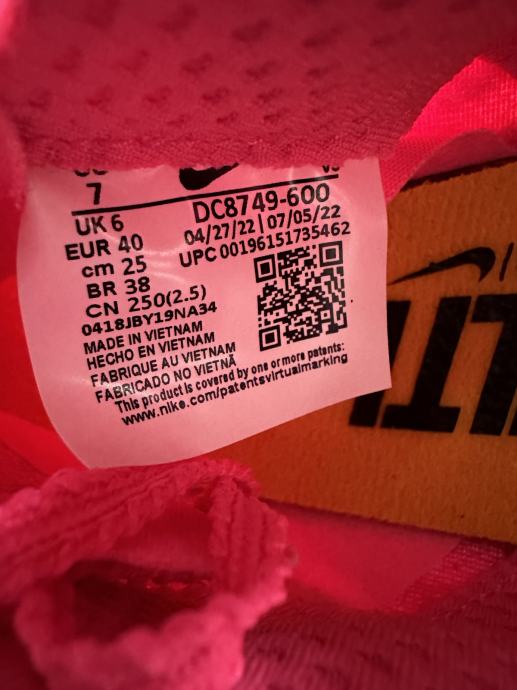 7
UK 6
EUR 40
cm 25
BR 38
CN 250(2.5)
0418JBY19NA34
DC8749-600
04/27/22 | 07/05/22
UPC 00196151735462
MADE IN VIETNAM
HECHO EN VIETNAM
FABRIQUE AU VIETNAM
FABRICADO NO VIETNÃ
This product is covered by one or more patents:
www.nike.com/patentsvirtualmarking